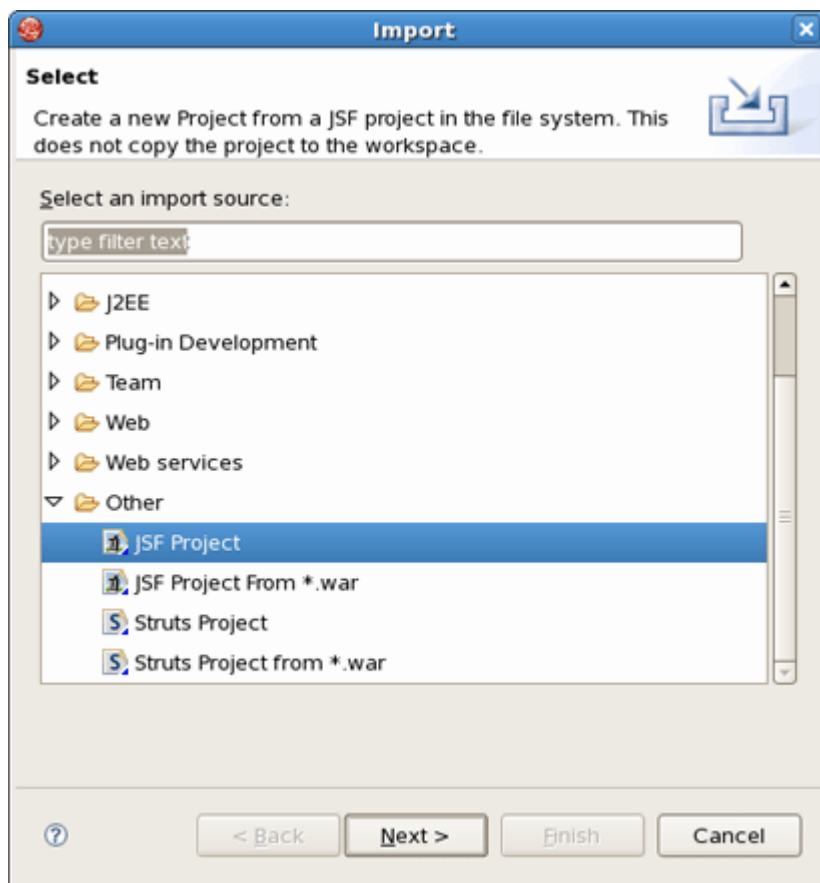 Import
Select
Create a new Project from a JSF project in the file system. This
does not copy the project to the workspace.
Select an import source:
type filter text
J2EE
Plug-in Development
Team
Web
Web services
Other
JSF Project
JSF Project From *.war
Struts Project
Struts Project from *.war
< Back Next > Finish Cancel